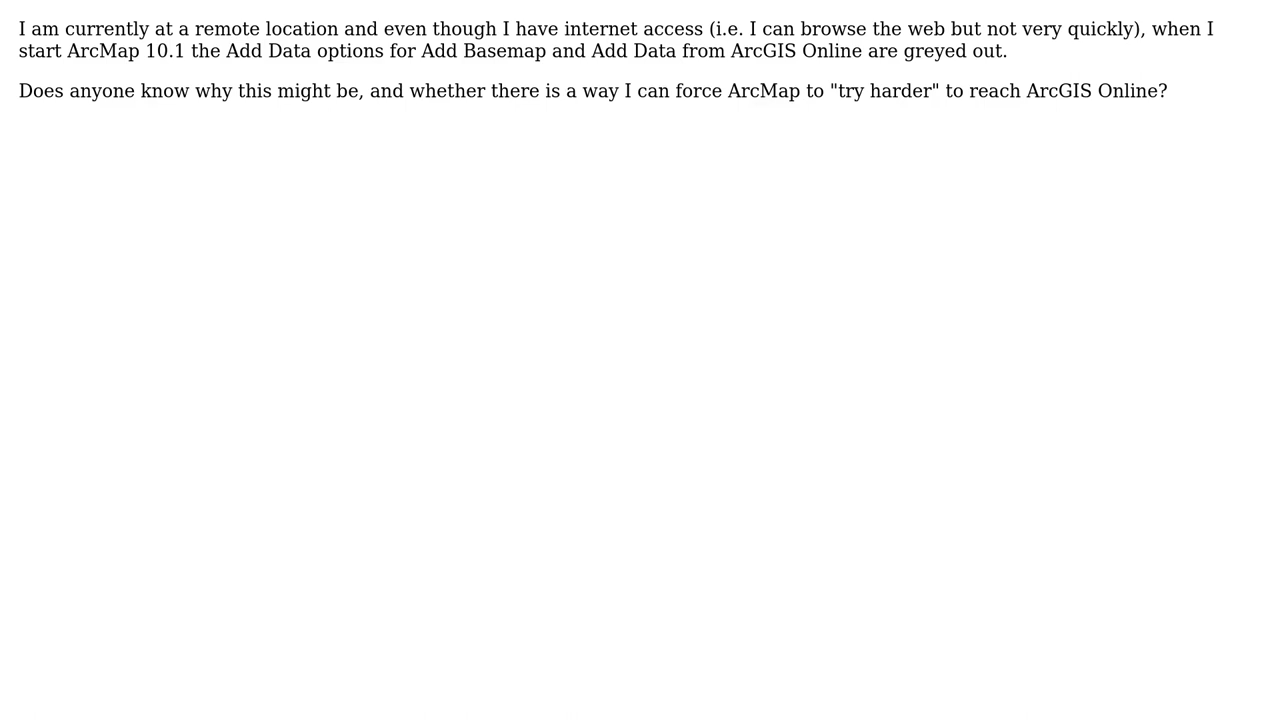 I am currently at a remote location and even though I have internet access (i.e. I can browse the web but not very quickly), when I
start ArcMap 10.1 the Add Data options for Add Basemap and Add Data from ArcGIS Online are greyed out.
Does anyone know why this might be, and whether there is a way I can force ArcMap to "try harder" to reach ArcGIS Online?